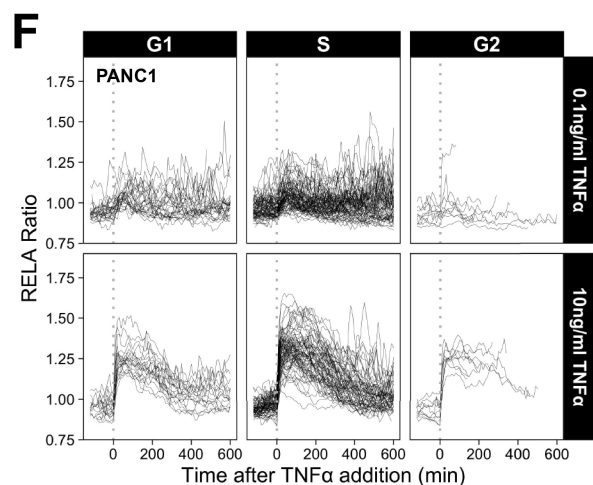 F
G1 S G2
PANC1
1.75
1.50
1.25
1.00
0.75
0.1ng/ml TNFα
RELA Ratio
1.75
1.50
1.25
1.00
0.75
10ng/ml TNFα
0 200 400 600 0 200 400 600 0 200 400 600
Time after TNFα addition (min)